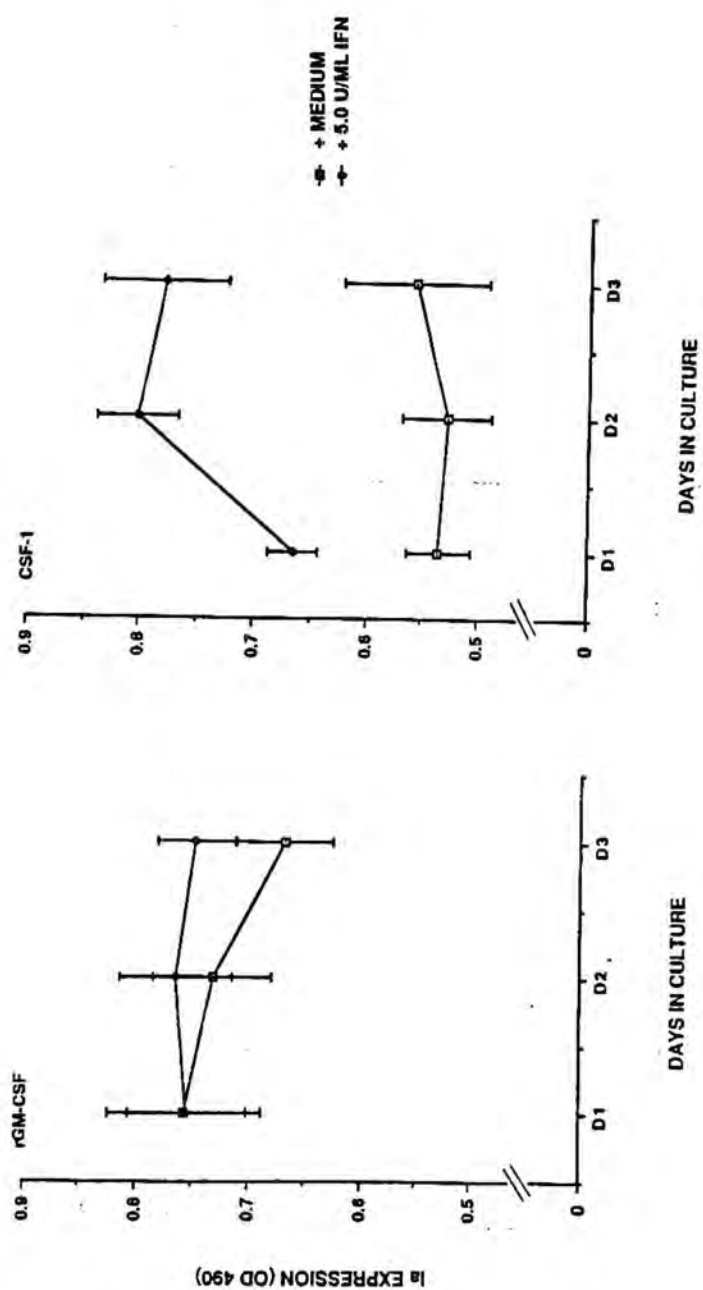 rGM-CSF
Ia EXPRESSION (OD 490)
0.9
0.8
0.7
0.6
0.5
0
D1
D2
D3
DAYS IN CULTURE
CSF-1
0.9
0.8
0.7
0.6
0.5
0
D1
D2
D3
DAYS IN CULTURE
+ MEDIUM
+ 5.0 U/ML IFN